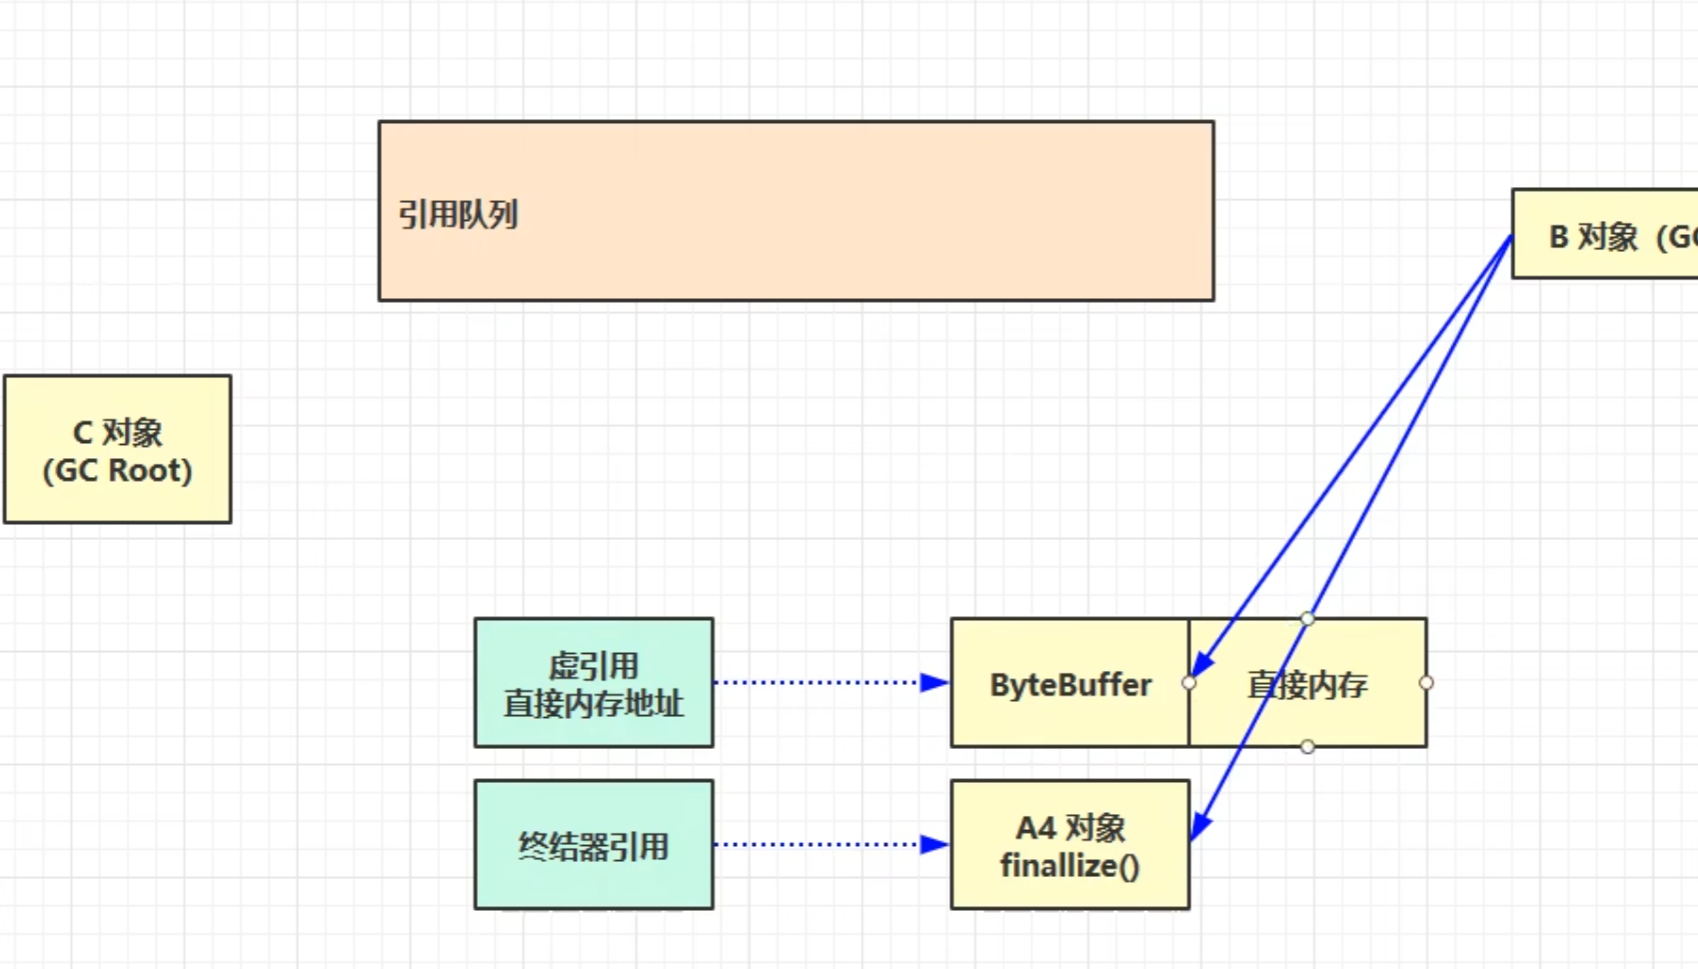 引用队列
B 对象（GC
C 对象
(GC Root)
虚引用
直接内存地址
ByteBuffer
直接内存
终结器引用
A4 对象
finallize()